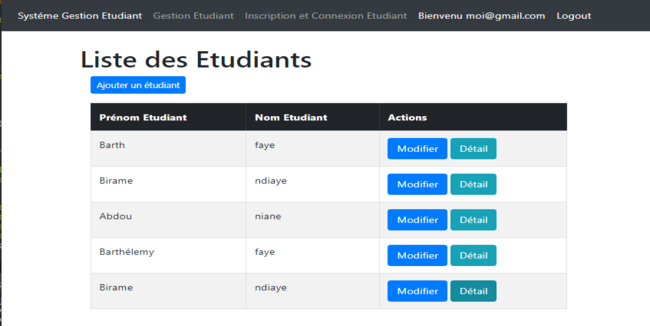 Systéme Gestion Etudiant Gestion Etudiant Inscription et Connexion Etudiant Bienvenu moi@gmail.com Logout
Liste des Etudiants
Ajouter un étudiant
Prénom Etudiant Nom Etudiant Actions
Barth faye Modifier Détail
Birame ndiaye Modifier Détail
Abdou niane Modifier Détail
Barthélemy faye Modifier Détail
Birame ndiaye Modifier Détail